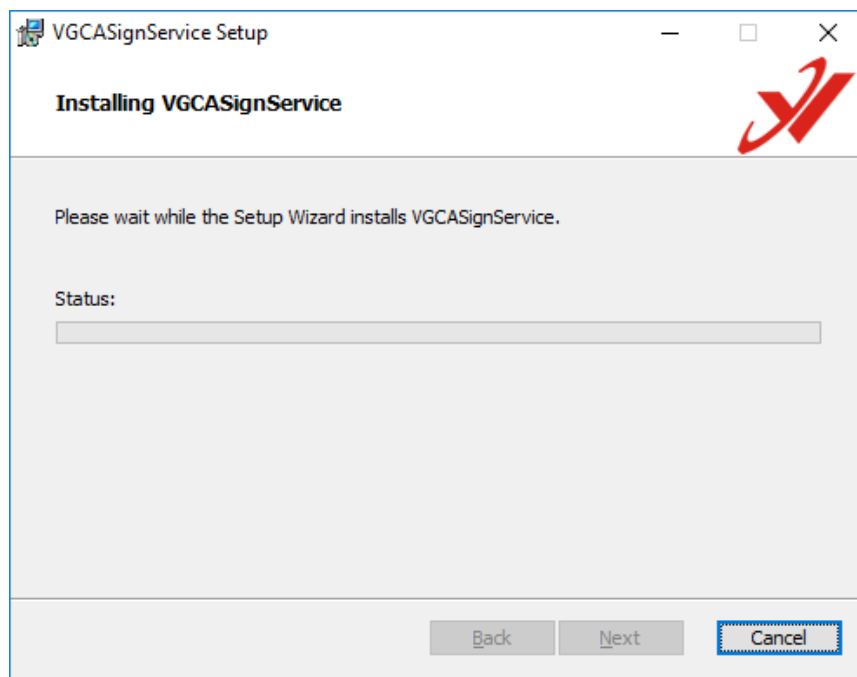 VGCASignService Setup
Installing VGCASignService
Please wait while the Setup Wizard installs VGCASignService.
Status:
Back Next Cancel